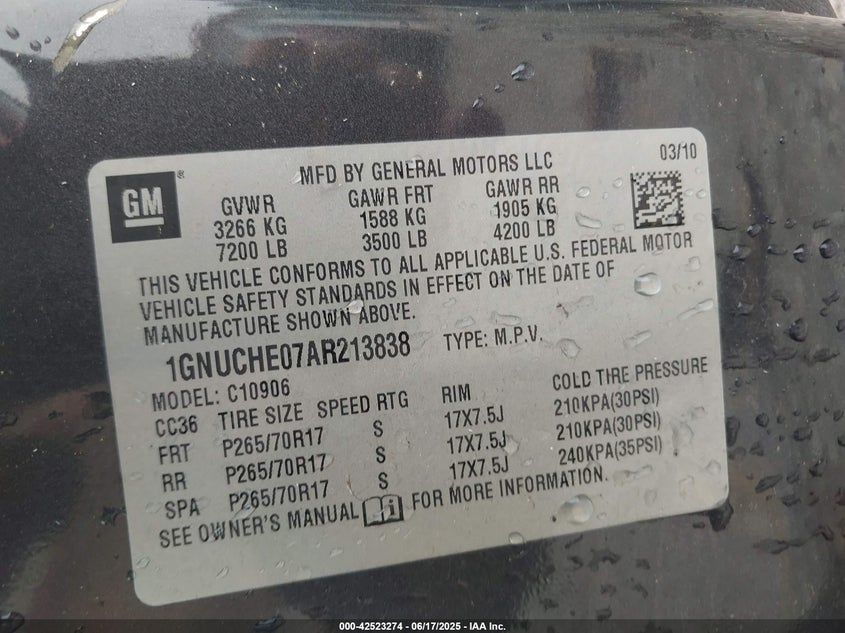 GM
®
MFD BY GENERAL MOTORS LLC
03/10
GVWR GAWR FRT GAWR RR
3266 KG 1588 KG 1905 KG
7200 LB 3500 LB 4200 LB
THIS VEHICLE CONFORMS TO ALL APPLICABLE U.S. FEDERAL MOTOR
VEHICLE SAFETY STANDARDS IN EFFECT ON THE DATE OF
MANUFACTURE SHOWN ABOVE.
1GNUCHE07AR213838 TYPE: M.P.V.
MODEL: C10906
CC36 TIRE SIZE SPEED RTG RIM COLD TIRE PRESSURE
FRT P265/70R17 S 17X7.5J 210KPA(30PSI)
RR P265/70R17 S 17X7.5J 210KPA(30PSI)
SPA P265/70R17 S 17X7.5J 240KPA(35PSI)
SEE OWNER'S MANUAL FOR MORE INFORMATION.
000-42523274 - 06/17/2025 - IAA Inc.